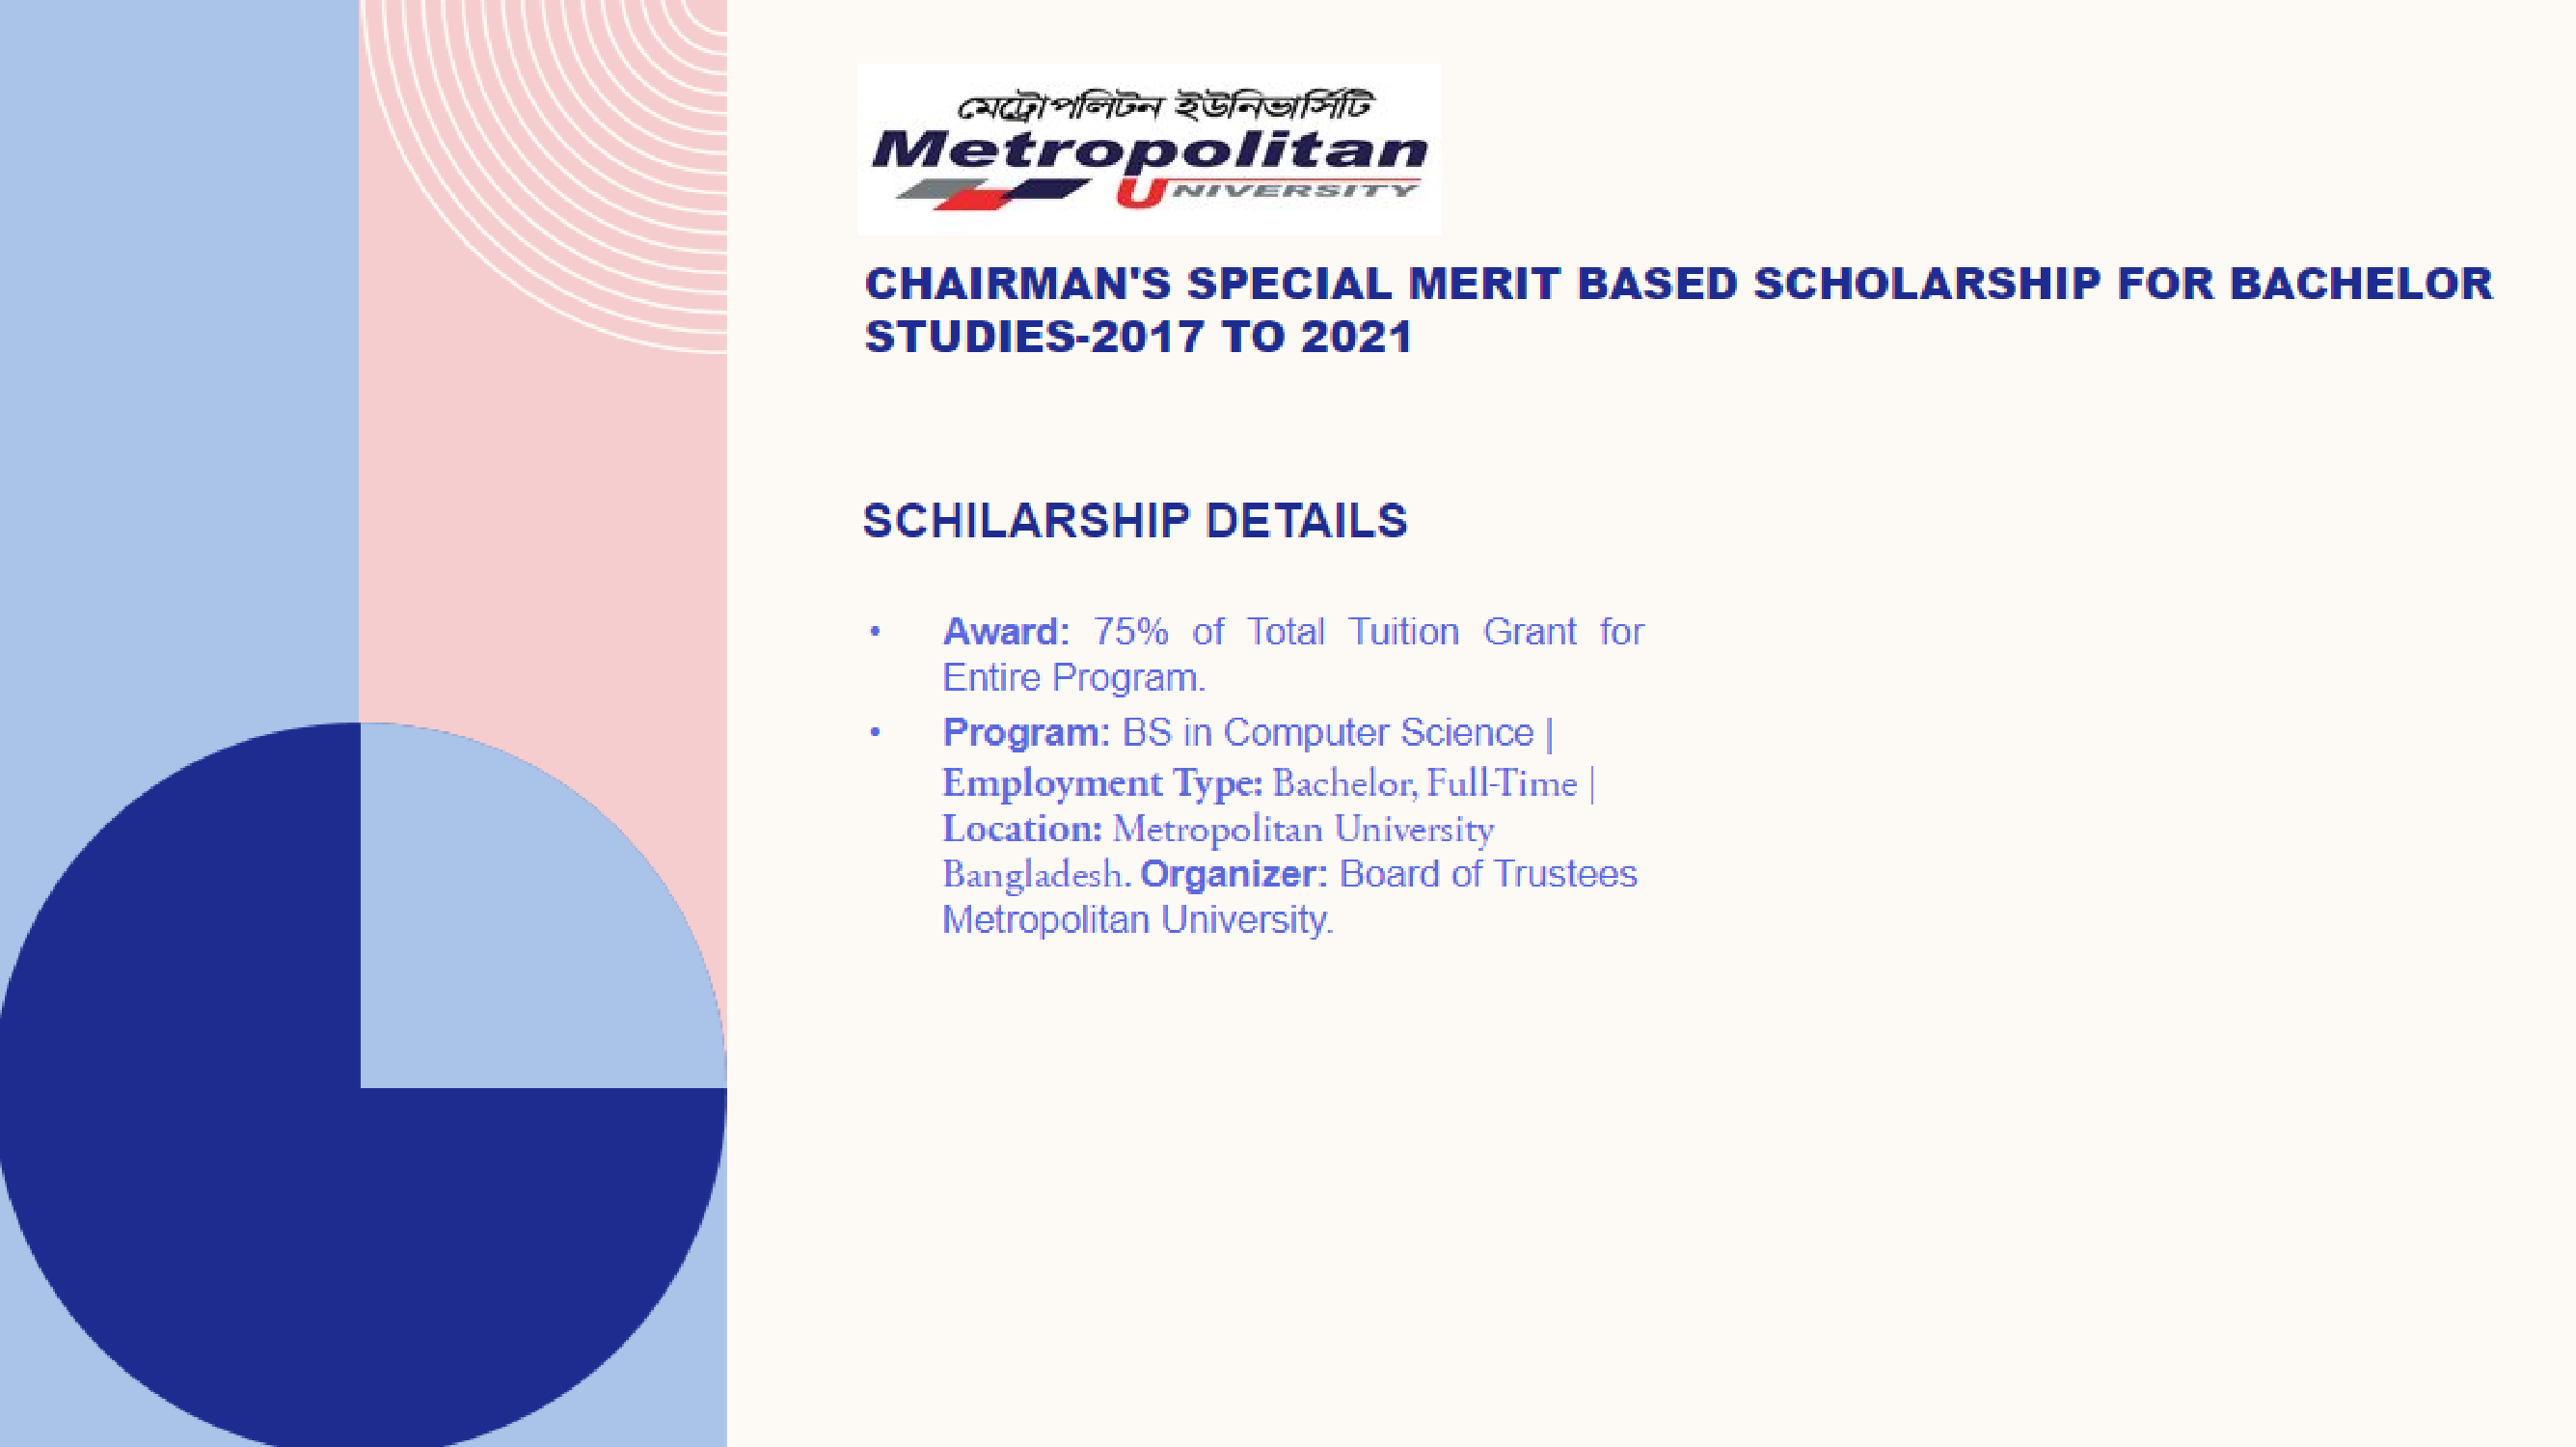 মেট্রোপলিটন ইউনিভার্সিটি
Metropolitan
UNIVERSITY
CHAIRMAN'S SPECIAL MERIT BASED SCHOLARSHIP FOR BACHELOR
STUDIES-2017 TO 2021
SCHILARSHIP DETAILS
• Award: 75% of Total Tuition Grant for
Entire Program.
• Program: BS in Computer Science |
Employment Type: Bachelor, Full-Time |
Location: Metropolitan University
Bangladesh. Organizer: Board of Trustees
Metropolitan University.